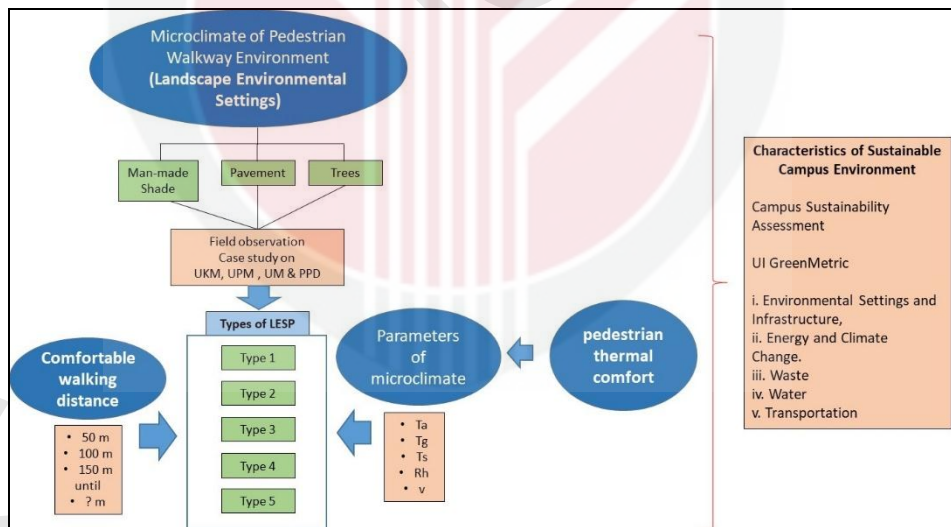 Microclimate of Pedestrian
Walkway Environment
(Landscape Environmental
Settings)
Man-made
Shade
Pavement
Trees
Field observation
Case study on
UKM, UPM , UM & PPD
Types of LESP
Type 1
Type 2
Type 3
Type 4
Type 5
Comfortable
walking
distance
• 50 m
• 100 m
• 150 m
until
• ? m
Parameters
of
microclimate
• Ta
• Tg
• Ts
• Rh
• v
pedestrian
thermal
comfort
Characteristics of Sustainable
Campus Environment
Campus Sustainability
Assessment
UI GreenMetric
i. Environmental Settings and
Infrastructure,
ii. Energy and Climate
Change.
iii. Waste
iv. Water
v. Transportation